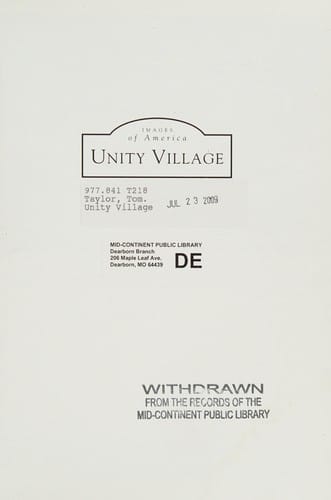 IMAGES
of America
UNITY VILLAGE
977.841 T218
Taylor, Tom.
Unity Village
JUL 23 2009
MID-CONTINENT PUBLIC LIBRARY
Dearborn Branch
206 Maple Leaf Ave.
Dearborn, MO 64439
DE
WITHDRAWN
FROM THE RECORDS OF THE
MID-CONTINENT PUBLIC LIBRARY